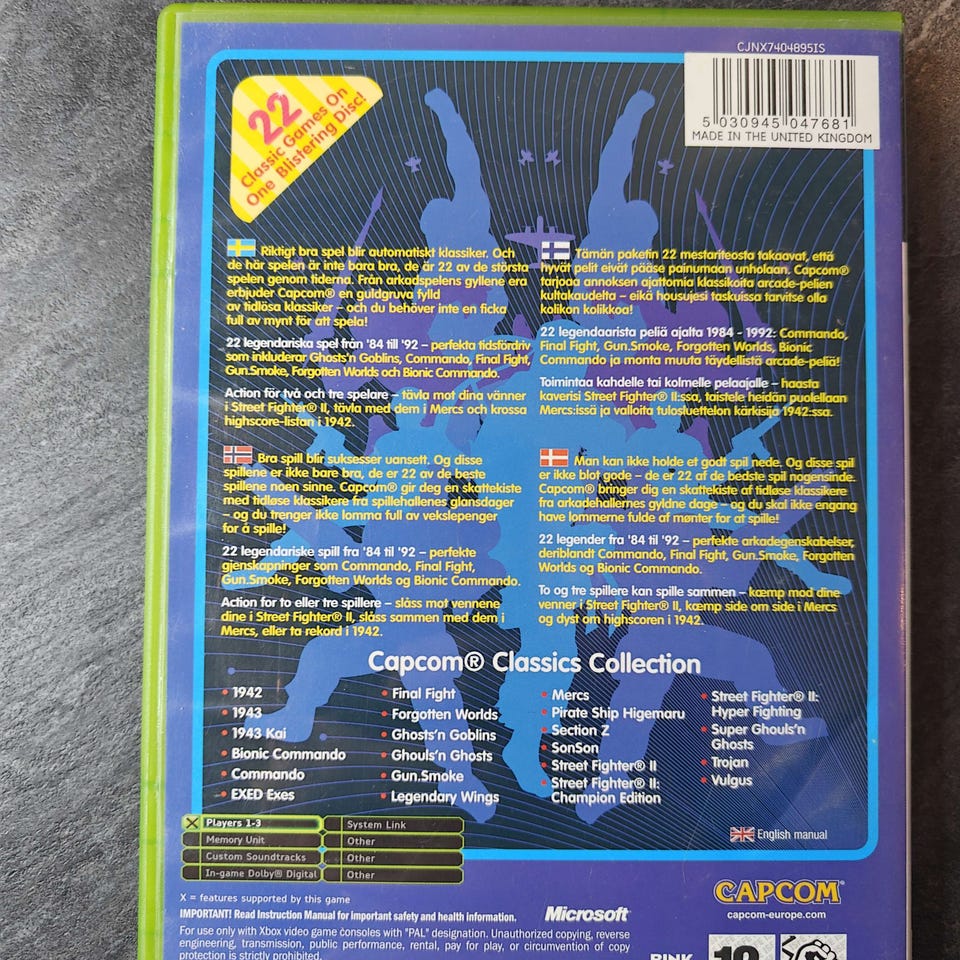 CJNX7404895IS
5 030945 047681
MADE IN THE UNITED KINGDOM
22
Classic Games On
One Blistering Disc!
Riktigt bra spel blir automatiskt klassiker. Och
de här spelen är inte bara bra, de är 22 av de största
spelen genom tiderna. Från arkadspelens gyllene era
erbjuder Capcom® en guldgruva fylld
av tidlösa klassiker – och du behöver inte en ficka
full av mynt för att spela!
22 legendariska spel från '84 till '92 – perfekta tidsfördriv
som inkluderar Ghosts'n Goblins, Commando, Final Fight,
Gun.Smoke, Forgotten Worlds och Bionic Commando.
Action för två och tre spelare – tävla mot dina vänner
i Street Fighter® II, tävla med dem i Mercs och krossa
highscore-listan i 1942.
Tämän paketin 22 mestariteosta takaavat, että
hyvät pelit eivät pääse painumaan unholaan. Capcom®
tarjoaa annoksen ajattomia klassikoita arcade-pelien
kultakaudelta – eikä housujesi taskuissa tarvitse olla
kolikon kolikkoa!
22 legendaarista peliä ajalta 1984 - 1992: Commando,
Final Fight, Gun.Smoke, Forgotten Worlds, Bionic
Commando ja monta muuta täydellistä arcade-peliä!
Toimintaa kahdelle tai kolmelle pelaajalle – haasta
kaverisi Street Fighter® II:ssa, taistele heidän puolellaan
Mercs:issä ja valloita tulosluettelon kärkisija 1942:ssa.
Bra spill blir suksesser uansett. Og disse
spillene er ikke bare bra, de er 22 av de beste
spillene noen sinne. Capcom® gir deg en skattekiste
med tidløse klassikere fra spillehallenes glansdager
– og du trenger ikke lomma full av vekslepenger
for å spille!
22 legendariske spill fra '84 til '92 – perfekte
gjenskapninger som Commando, Final Fight,
Gun.Smoke, Forgotten Worlds og Bionic Commando.
Action for to eller tre spillere – slåss mot vennene
dine i Street Fighter® II, slåss sammen med dem i
Mercs, eller ta rekord i 1942.
Man kan ikke holde et godt spil nede. Og disse spil
er ikke blot gode – de er 22 af de bedste spil nogensinde.
Capcom® bringer dig en skattekiste af tidløse klassikere
fra arkadehallernes gyldne dage – og du skal ikke engang
have lommerne fulde af mønter for at spille!
22 legender fra '84 til '92 – perfekte arkadegenskabelser,
deriblandt Commando, Final Fight, Gun.Smoke, Forgotten
Worlds og Bionic Commando.
To og tre spillere kan spille sammen – kæmp mod dine
venner i Street Fighter® II, kæmp side om side i Mercs
og dyst om highscoren i 1942.
Capcom® Classics Collection
• 1942
• 1943
• 1943 Kai
• Bionic Commando
• Commando
• EXED Exes
• Final Fight
• Forgotten Worlds
• Ghosts'n Goblins
• Ghouls'n Ghosts
• Gun.Smoke
• Legendary Wings
• Mercs
• Pirate Ship Higemaru
• Section Z
• SonSon
• Street Fighter® II
• Street Fighter® II:
Champion Edition
• Street Fighter® II:
Hyper Fighting
• Super Ghouls'n
Ghosts
• Trojan
• Vulgus
English manual
X Players 1-3
Memory Unit
Custom Soundtracks
In-game Dolby® Digital
System Link
Other
Other
Other
X = features supported by this game
IMPORTANT! Read Instruction Manual for important safety and health information.
For use only with Xbox video game consoles with "PAL" designation. Unauthorized copying, reverse
engineering, transmission, public performance, rental, pay for play, or circumvention of copy
protection is strictly prohibited.
Microsoft
CAPCOM®
capcom-europe.com